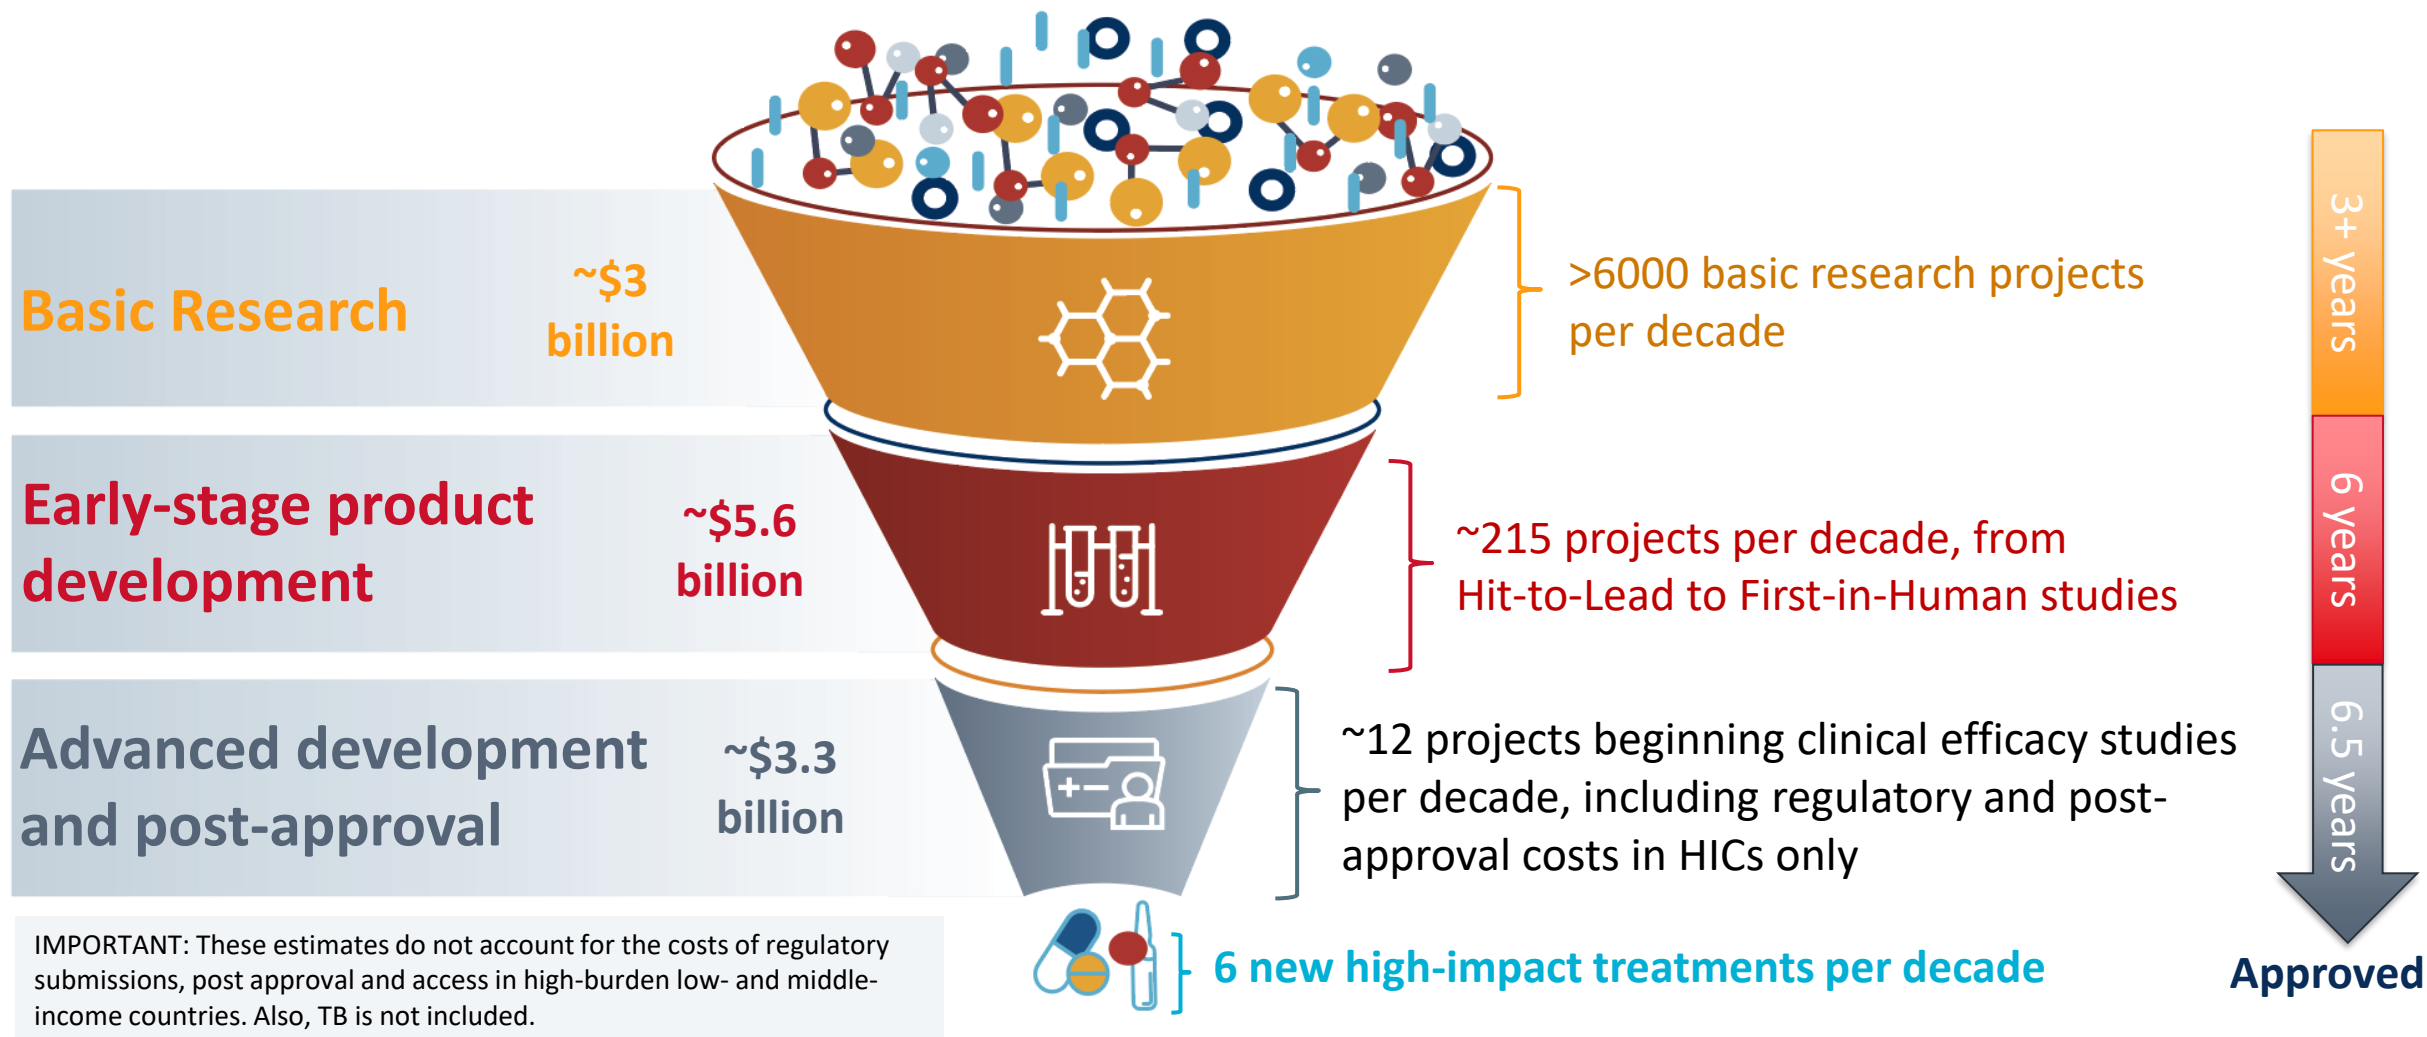 Basic Research
~$3
billion
>6000 basic research projects
per decade
3+ years
Early-stage product
development
~$5.6
billion
~215 projects per decade, from
Hit-to-Lead to First-in-Human studies
6 years
Advanced development
and post-approval
~$3.3
billion
~12 projects beginning clinical efficacy studies
per decade, including regulatory and post-
approval costs in HICs only
6.5 years
IMPORTANT: These estimates do not account for the costs of regulatory
submissions, post approval and access in high-burden low- and middle-
income countries. Also, TB is not included.
6 new high-impact treatments per decade
Approved